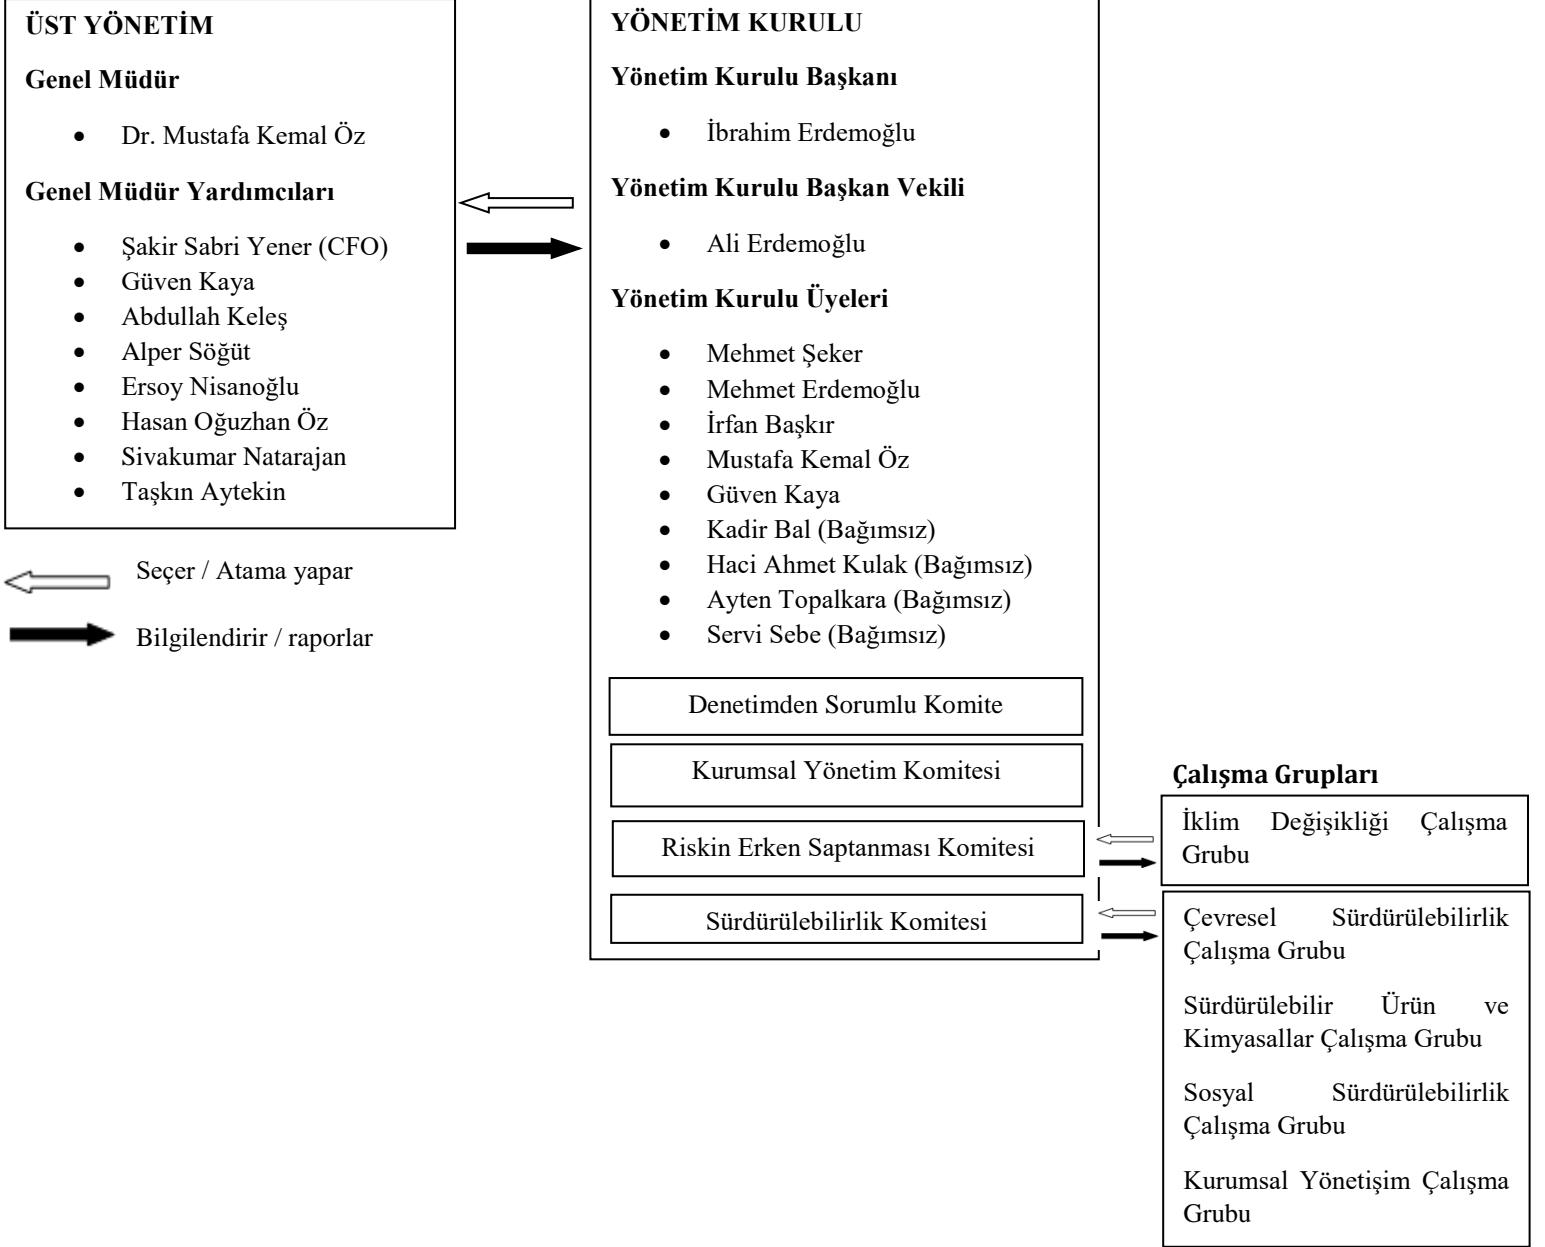 ÜST YÖNETİM
Genel Müdür
• Dr. Mustafa Kemal Öz
Genel Müdür Yardımcıları
• Şakir Sabri Yener (CFO)
• Güven Kaya
• Abdullah Keleş
• Alper Söğüt
• Ersoy Nisanoğlu
• Hasan Oğuzhan Öz
• Sivakumar Natarajan
• Taşkın Aytekin
Seçer / Atama yapar
Bilgilendirir / raporlar
YÖNETİM KURULU
Yönetim Kurulu Başkanı
• İbrahim Erdemoğlu
Yönetim Kurulu Başkan Vekili
• Ali Erdemoğlu
Yönetim Kurulu Üyeleri
• Mehmet Şeker
• Mehmet Erdemoğlu
• İrfan Başkır
• Mustafa Kemal Öz
• Güven Kaya
• Kadir Bal (Bağımsız)
• Haci Ahmet Kulak (Bağımsız)
• Ayten Topalkara (Bağımsız)
• Servi Sebe (Bağımsız)
Denetimden Sorumlu Komite
Kurumsal Yönetim Komitesi
Riskin Erken Saptanması Komitesi
Sürdürülebilirlik Komitesi
Çalışma Grupları
İklim Değişikliği Çalışma
Grubu
Çevresel Sürdürülebilirlik
Çalışma Grubu
Sürdürülebilir Ürün ve
Kimyasallar Çalışma Grubu
Sosyal Sürdürülebilirlik
Çalışma Grubu
Kurumsal Yönetişim Çalışma
Grubu